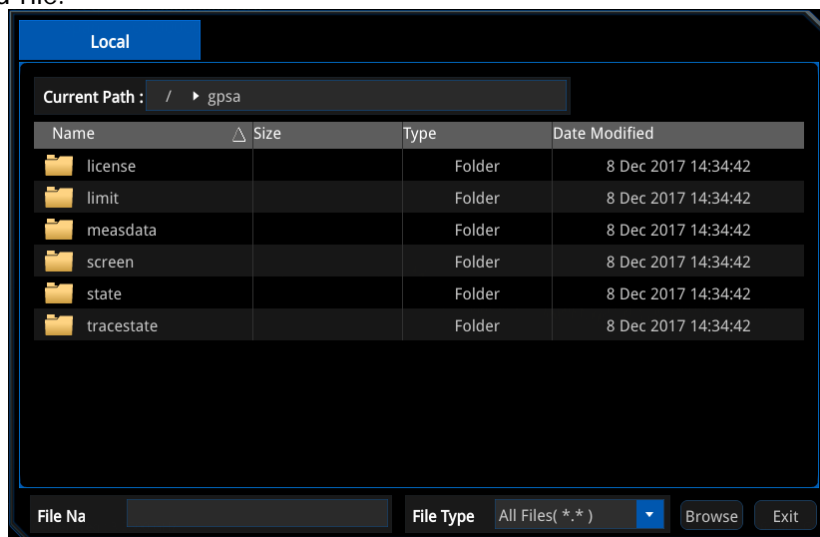 Local
Current Path : / gpsa
Name Size Type Date Modified
license Folder 8 Dec 2017 14:34:42
limit Folder 8 Dec 2017 14:34:42
measdata Folder 8 Dec 2017 14:34:42
screen Folder 8 Dec 2017 14:34:42
state Folder 8 Dec 2017 14:34:42
tracestate Folder 8 Dec 2017 14:34:42
File Na File Type All Files( *.* ) Browse Exit